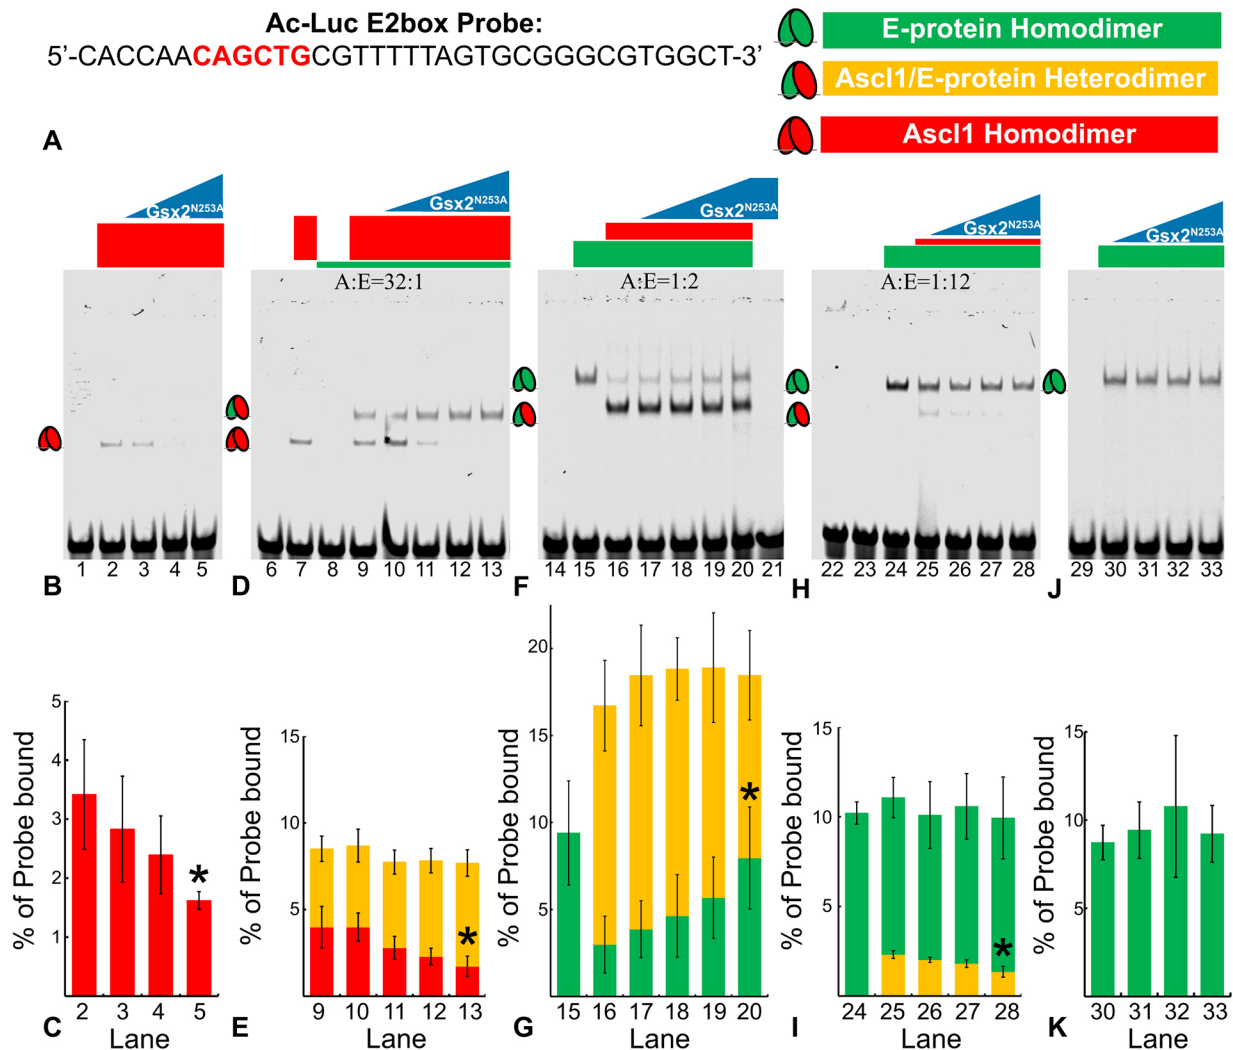 Ac-Luc E2box Probe:
5’-CACCAACAGCTGCGTTTTTAGTGCGGGCGTGGCT-3’
E-protein Homodimer
Ascl1/E-protein Heterodimer
Ascl1 Homodimer
A
Gsx2N253A
Gsx2N253A
Gsx2N253A
Gsx2N253A
Gsx2N253A
A:E=32:1
A:E=1:2
A:E=1:12
1 2 3 4 5
6 7 8 9 10 11 12 13
14 15 16 17 18 19 20 21
22 23 24 25 26 27 28
29 30 31 32 33
B
D
F
H
J
% of Probe bound
5
4
3
2
1
*
2 3 4 5
C
Lane
% of Probe bound
15
10
5
*
9 10 11 12 13
E
Lane
% of Probe bound
20
15
10
5
*
15 16 17 18 19 20
G
Lane
% of Probe bound
15
10
5
*
24 25 26 27 28
I
Lane
% of Probe bound
15
10
5
30 31 32 33
K
Lane